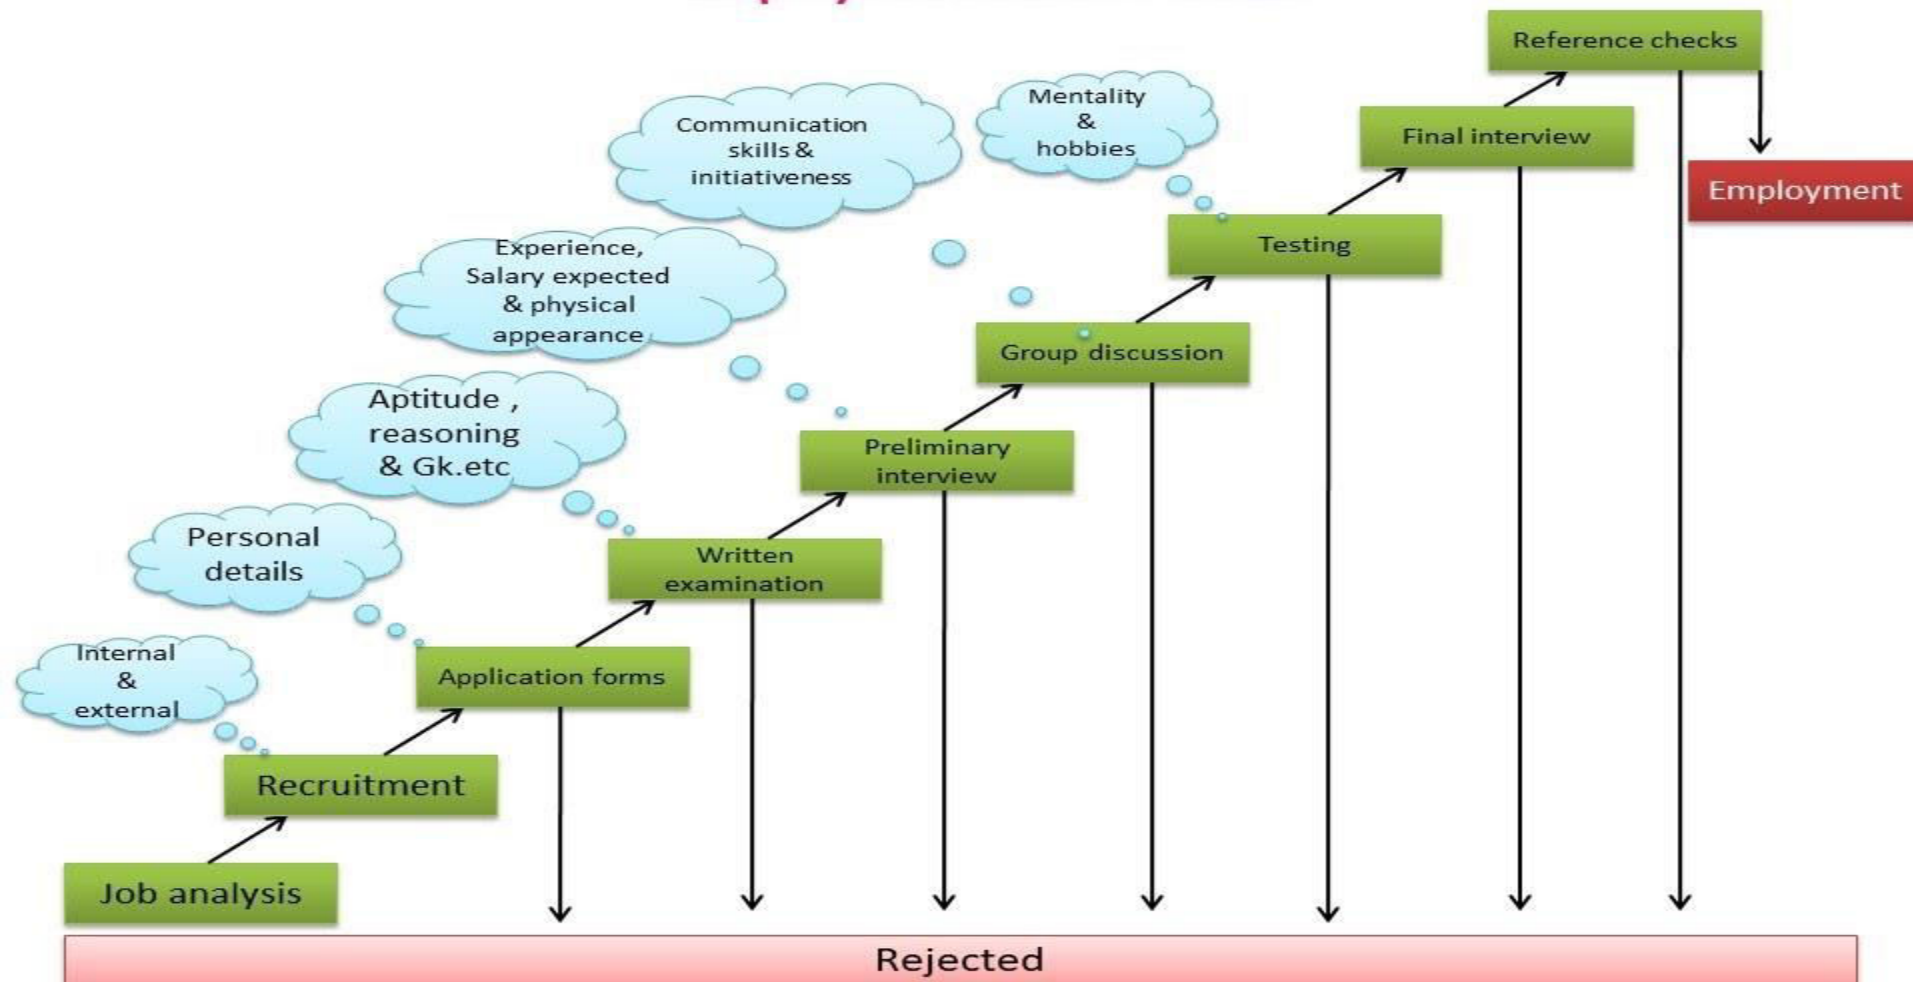 Reference checks
Mentality
&
hobbies
Communication
skills &
initiativeness
Final interview
Employment
Experience,
Salary expected
& physical
appearance
Testing
Group discussion
Aptitude ,
reasoning
& Gk.etc
Preliminary
interview
Personal
details
Written
examination
Internal
&
external
Application forms
Recruitment
Job analysis
Rejected